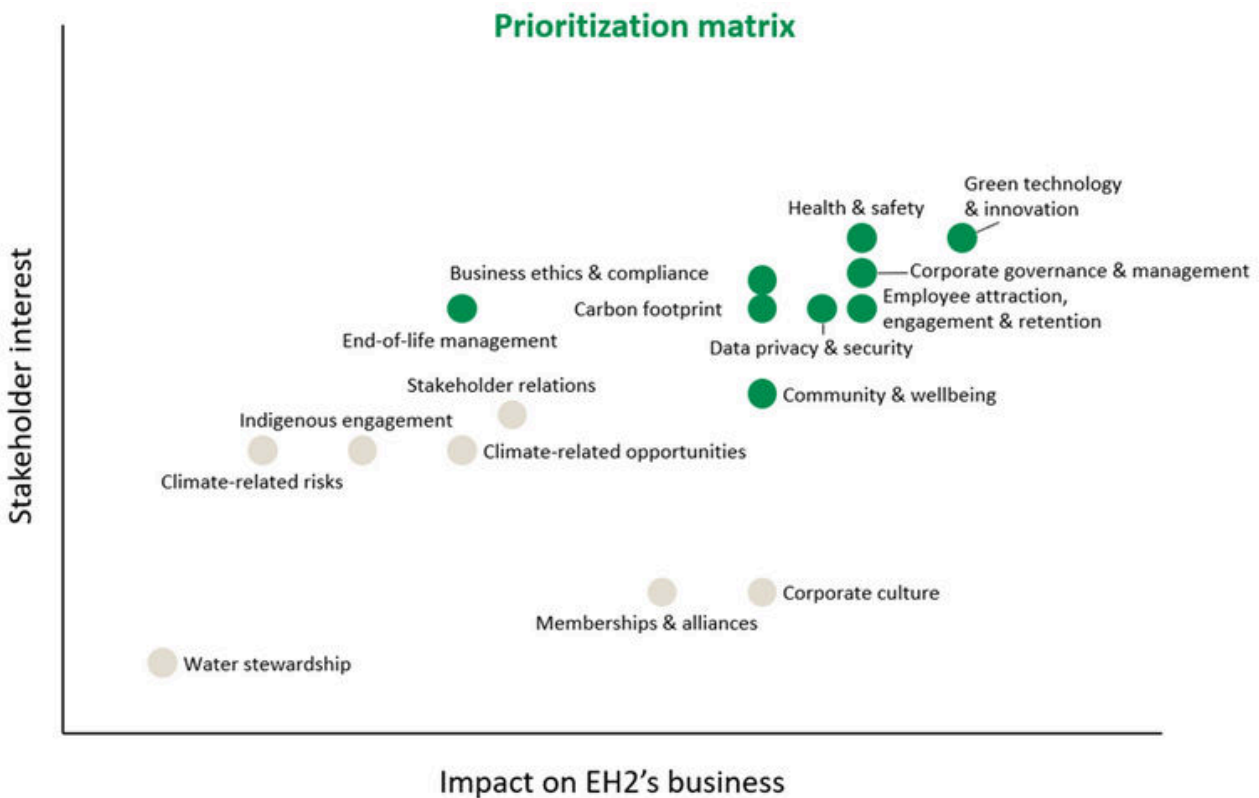 Prioritization matrix
Green technology
& innovation
Health & safety
Business ethics & compliance
Corporate governance & management
Carbon footprint
Employee attraction,
engagement & retention
End-of-life management
Data privacy & security
Stakeholder relations
Community & wellbeing
Indigenous engagement
Climate-related opportunities
Climate-related risks
Corporate culture
Memberships & alliances
Water stewardship
Stakeholder interest
Impact on EH2's business